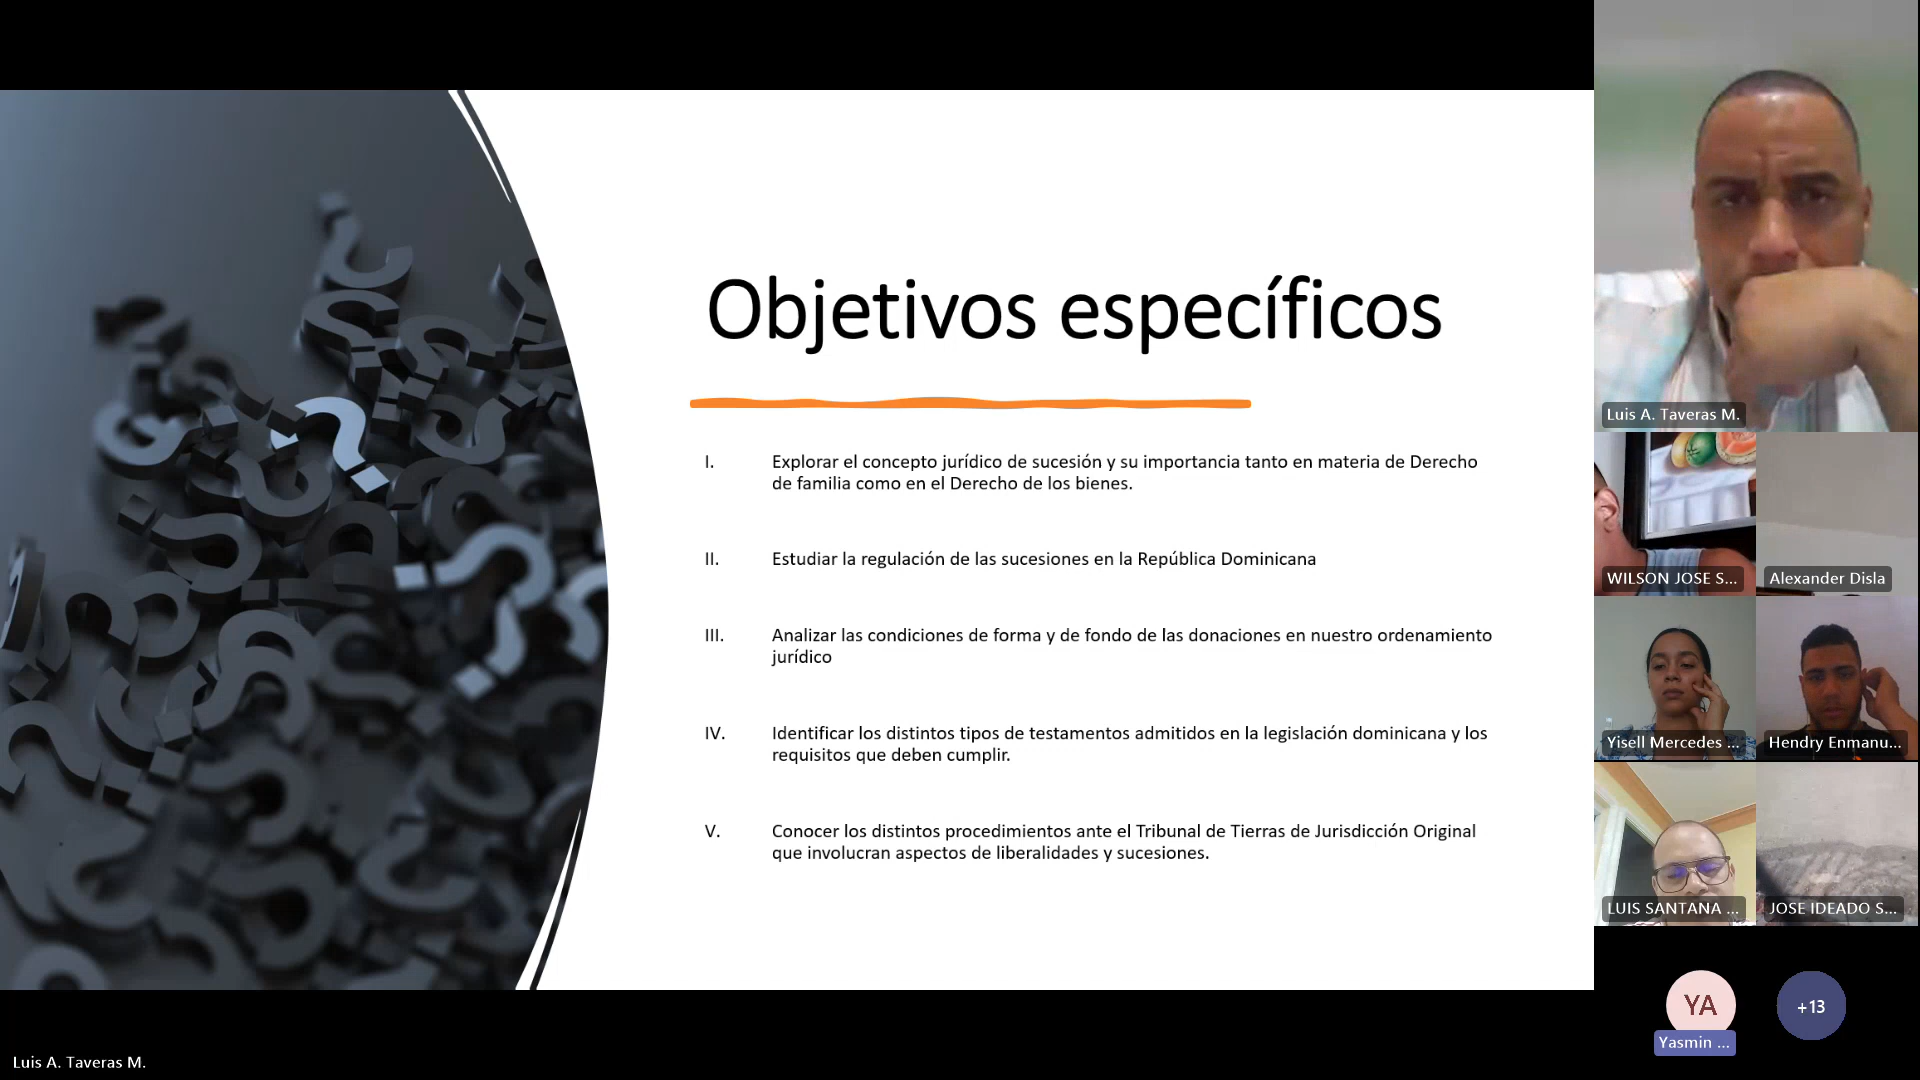 Objetivos específicos
I. Explorar el concepto jurídico de sucesión y su importancia tanto en materia de Derecho
de familia como en el Derecho de los bienes.
II. Estudiar la regulación de las sucesiones en la República Dominicana
III. Analizar las condiciones de forma y de fondo de las donaciones en nuestro ordenamiento
jurídico
IV. Identificar los distintos tipos de testamentos admitidos en la legislación dominicana y los
requisitos que deben cumplir.
V. Conocer los distintos procedimientos ante el Tribunal de Tierras de Jurisdicción Original
que involucran aspectos de liberalidades y sucesiones.
Luis A. Taveras M.
WILSON JOSE S...
Alexander Disla
Yisell Mercedes ...
Hendry Enmanu...
LUIS SANTANA ...
JOSE IDEADO S...
YA
+13
Yasmin ...
Luis A. Taveras M.